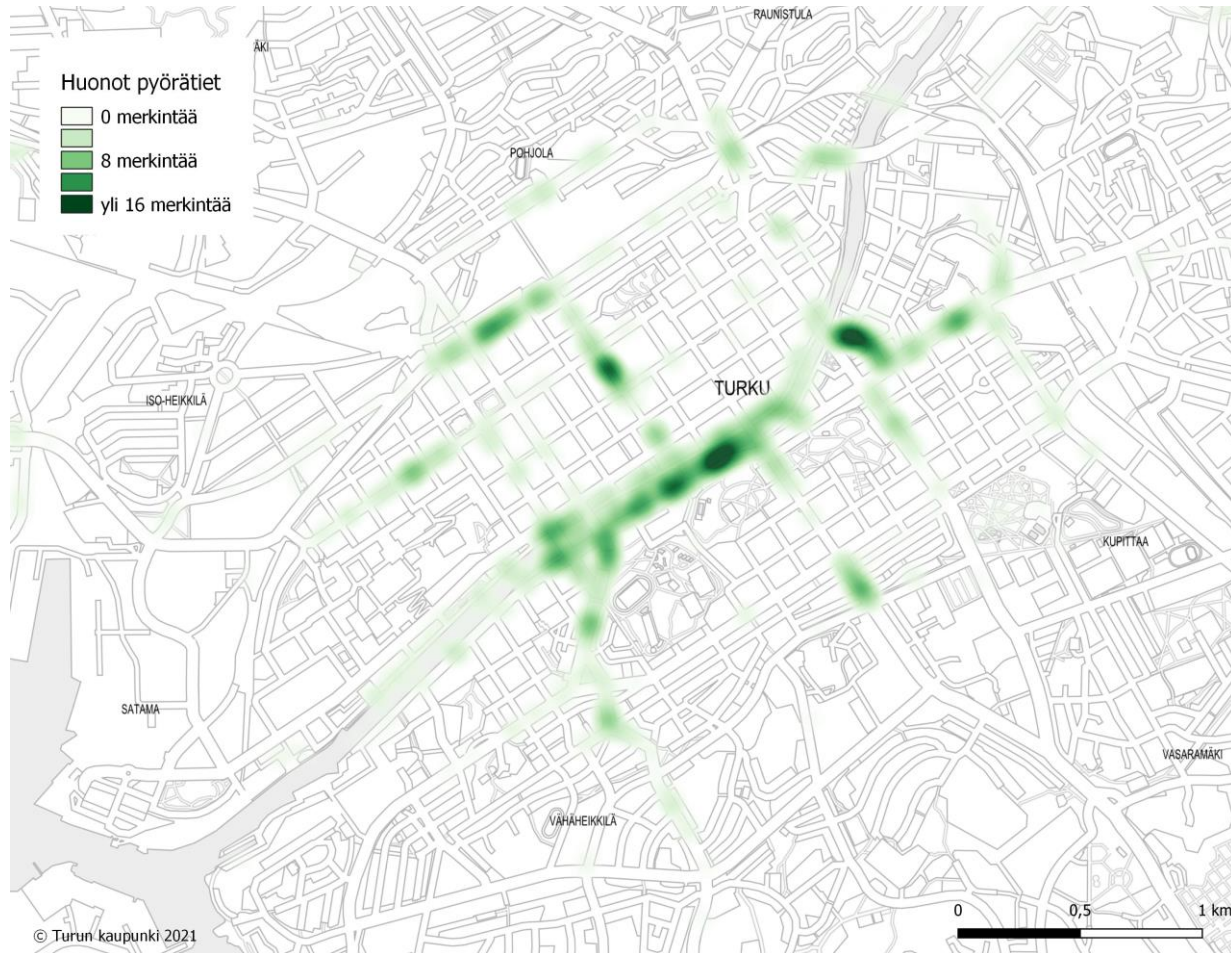 RAUNISTULA
ÄKI
Huonot pyörätiet
0 merkintää
8 merkintää
yli 16 merkintää
POHJOLA
TURKU
ISO-HEIKKILÄ
KUPITTAA
SATAMA
VASARAMÄKI
VÄHÄHEIKKILÄ
0 0,5 1 km
© Turun kaupunki 2021